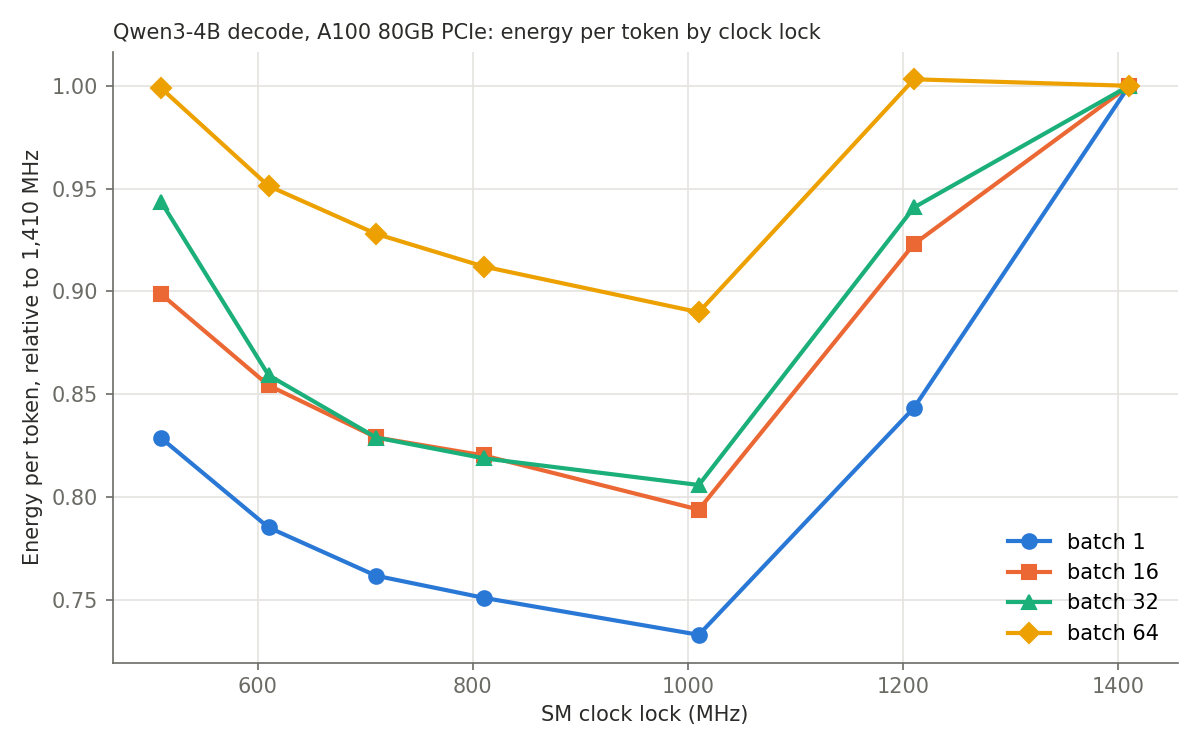 Qwen3-4B decode, A100 80GB PCIe: energy per token by clock lock
Energy per token, relative to 1,410 MHz
1.00
0.95
0.90
0.85
0.80
0.75
600
800
1000
1200
1400
SM clock lock (MHz)
batch 1
batch 16
batch 32
batch 64